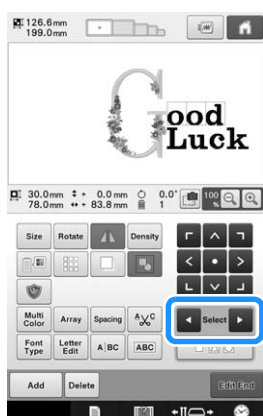 126.6mm
199.0mm
Good
Luck
30.0mm + 0.0mm 0.0° 100 %
78.0mm + 83.8mm 1
Size Rotate Density
Multi Color Array Spacing A C Select
Font Type Letter Edit A BC ABC
Add Delete Edit End